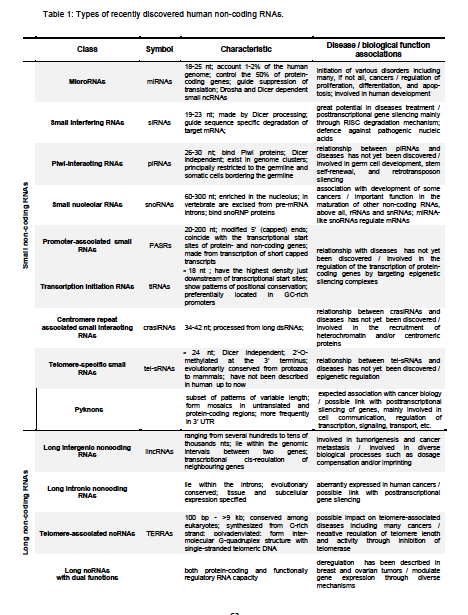 Table 1: Types of recently discovered human non-coding RNAs.
Class Symbol Characteristic Disease / biological function
associations
Small non-coding RNAs
MicroRNAs miRNAs
18-25 nt; account 1-2% of the human
genome; control the 50% of protein-
coding genes; guide suppression of
translation; Drosha and Dicer dependent
small ncRNAs
initiation of various disorders including
many, if not all, cancers / regulation of
proliferation, differentiation, and apop-
tosis; involved in human development
Small interfering RNAs siRNAs
19-23 nt; made by Dicer processing;
guide sequence specific degradation of
target mRNA;
great potential in diseases treatment /
posttranscriptional gene silencing mainly
through RISC degradation mechanism;
defence against pathogenic nucleic
acids
Piwi-interacting RNAs piRNAs
26-30 nt; bind Piwi proteins; Dicer
independent; exist in genome clusters;
principally restricted to the germline and
somatic cells bordering the germline
relationship between piRNAs and
diseases has not yet been discovered /
involved in germ cell development, stem
self-renewal, and retrotransposon
silencing
Small nucleolar RNAs snoRNAs
60-300 nt; enriched in the nucleolus; in
vertebrate are excised from pre-mRNA
introns; bind snoRNP proteins
association with development of some
cancers / important function in the
maturation of other non-coding RNAs,
above all, rRNAs and snRNAs; miRNA-
like snoRNAs regulate mRNAs
Promoter-associated small
RNAs PASRs
20-200 nt; modified 5' (capped) ends;
coincide with the transcriptional start
sites of protein- and non-coding genes;
made from transcription of short capped
transcripts
Transcription Initiation RNAs tiRNAs
~ 18 nt ; have the highest density just
downstream of transcriptional start sites;
show patterns of positional conservation;
preferentially located in GC-rich
promoters
relationship with diseases has not yet
been discovered / involved in the
regulation of the transcription of protein-
coding genes by targeting epigenetic
silencing complexes
Centromere repeat
associated small interacting
RNAs crasiRNAs
34-42 nt; processed from long dsRNAs;
relationship between crasiRNAs and
diseases has not yet been discovered /
involved in the recruitment of
heterochromatin and/or centromeric
proteins
Telomere-specific small
RNAs tel-sRNAs
~ 24 nt; Dicer independent; 2'-O-
methylated at the 3' terminus;
evolutionarily conserved from protozoa
to mammals; have not been described
in human up to now
relationship between tel-sRNAs and
diseases has not yet been discovered /
epigenetic regulation
Pyknons
subset of patterns of variable length;
form mosaics in untranslated and
protein-coding regions; more frequently
in 3' UTR
expected association with cancer biology
/ possible link with posttranscriptional
silencing of genes, mainly involved in
cell communication, regulation of
transcription, signaling, transport, etc.
Long non-coding RNAs
Long Intergenic noncoding
RNAs lincRNAs
ranging from several hundreds to tens of
thousands nts; lie within the genomic
intervals between two genes;
transcriptional cis-regulation of
neighbouring genes
involved in tumorigenesis and cancer
metastasis / involved in diverse
biological processes such as dosage
compensation and/or imprinting
Long Intronic noncoding
RNAs
lie within the introns; evolutionary
conserved; tissue and subcellular
expression specified
aberrantly expressed in human cancers /
possible link with posttranscriptional
gene silencing
Telomere-associated ncRNAs TERRAs
100 bp - >9 kb; conserved among
eukaryotes; synthesized from C-rich
strand; polyadenylated; form inter-
molecular G-quadruplex structure with
single-stranded telomeric DNA
possible impact on telomere-associated
diseases including many cancers /
negative regulation of telomere length
and activity through inhibition of
telomerase
Long ncRNAs
with dual functions
both protein-coding and functionally
regulatory RNA capacity
deregulation has been described in
breast and ovarian tumors / modulate
gene expression through diverse
mechanisms